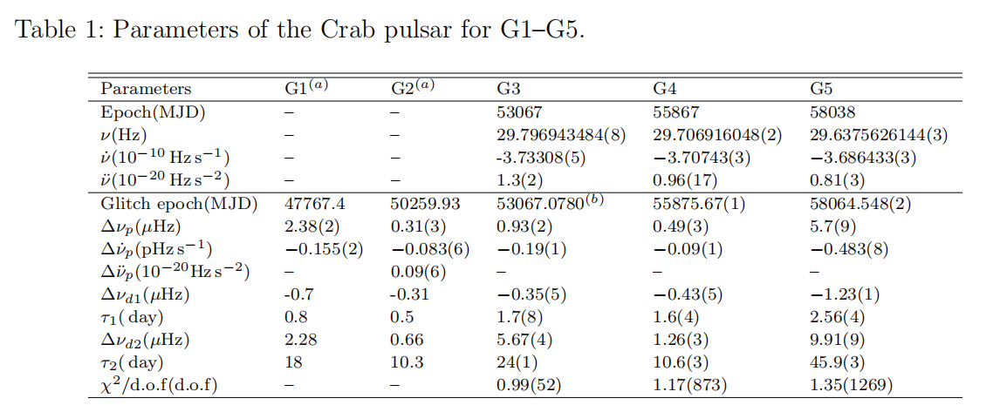 Table 1: Parameters of the Crab pulsar for G1–G5.
Parameters G1(a) G2(a) G3 G4 G5
Epoch(MJD) – – 53067 55867 58038
ν(Hz) – – 29.796943484(8) 29.706916048(2) 29.6375626144(3)
ν̇(10−10 Hz s−1) – – -3.73308(5) −3.70743(3) −3.686433(3)
ν̈(10−20 Hz s−2) – – 1.3(2) 0.96(17) 0.81(3)
Glitch epoch(MJD) 47767.4 50259.93 53067.0780(b) 55875.67(1) 58064.548(2)
Δνp(μHz) 2.38(2) 0.31(3) 0.93(2) 0.49(3) 5.7(9)
Δν̇p(pHz s−1) −0.155(2) −0.083(6) −0.19(1) −0.09(1) −0.483(8)
Δν̈p(10−20Hz s−2) – 0.09(6) – – –
Δνd1(μHz) -0.7 -0.31 −0.35(5) −0.43(5) −1.23(1)
τ1( day) 0.8 0.5 1.7(8) 1.6(4) 2.56(4)
Δνd2(μHz) 2.28 0.66 5.67(4) 1.26(3) 9.91(9)
τ2( day) 18 10.3 24(1) 10.6(3) 45.9(3)
χ2/d.o.f(d.o.f) – – 0.99(52) 1.17(873) 1.35(1269)